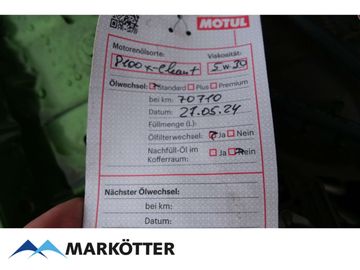 MOTUL
Motorenölsorte: Viskosität:
8100 x-Clean+ 5W30
Ölwechsel: Standard Plus Premium
bei km: 70710
Datum: 21.05.24
Füllmenge (L):
Ölfilterwechsel: Ja Nein
Nachfüll-Öl im
Kofferraum: Ja Nein
Nächster Ölwechsel:
bei km:
Datum:
MARKÖTTER